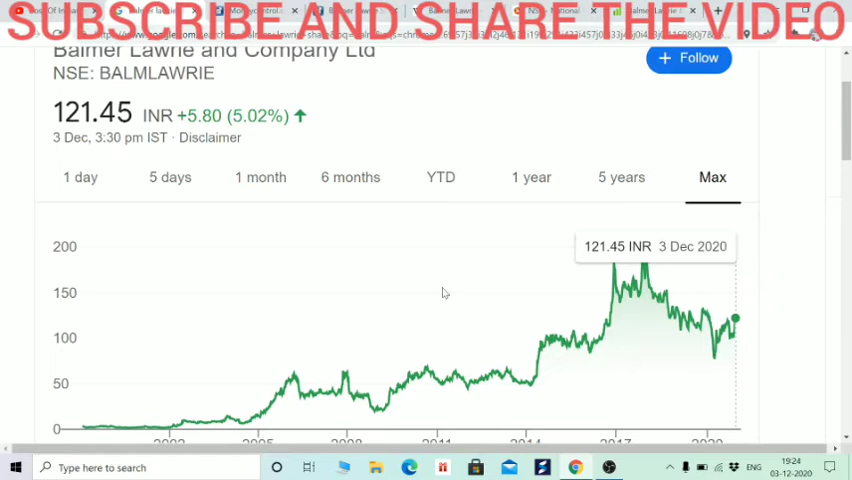 SUBSCRIBE AND SHARE THE VIDEO
Balmer Lawrie and Company Ltd
NSE: BALMLAWRIE
Follow
121.45 INR +5.80 (5.02%)
3 Dec, 3:30 pm IST · Disclaimer
1 day 5 days 1 month 6 months YTD 1 year 5 years Max
200
121.45 INR 3 Dec 2020
150
100
50
0
2002 2005 2008 2011 2014 2017 2020
Type here to search
ENG
19:24
03-12-2020